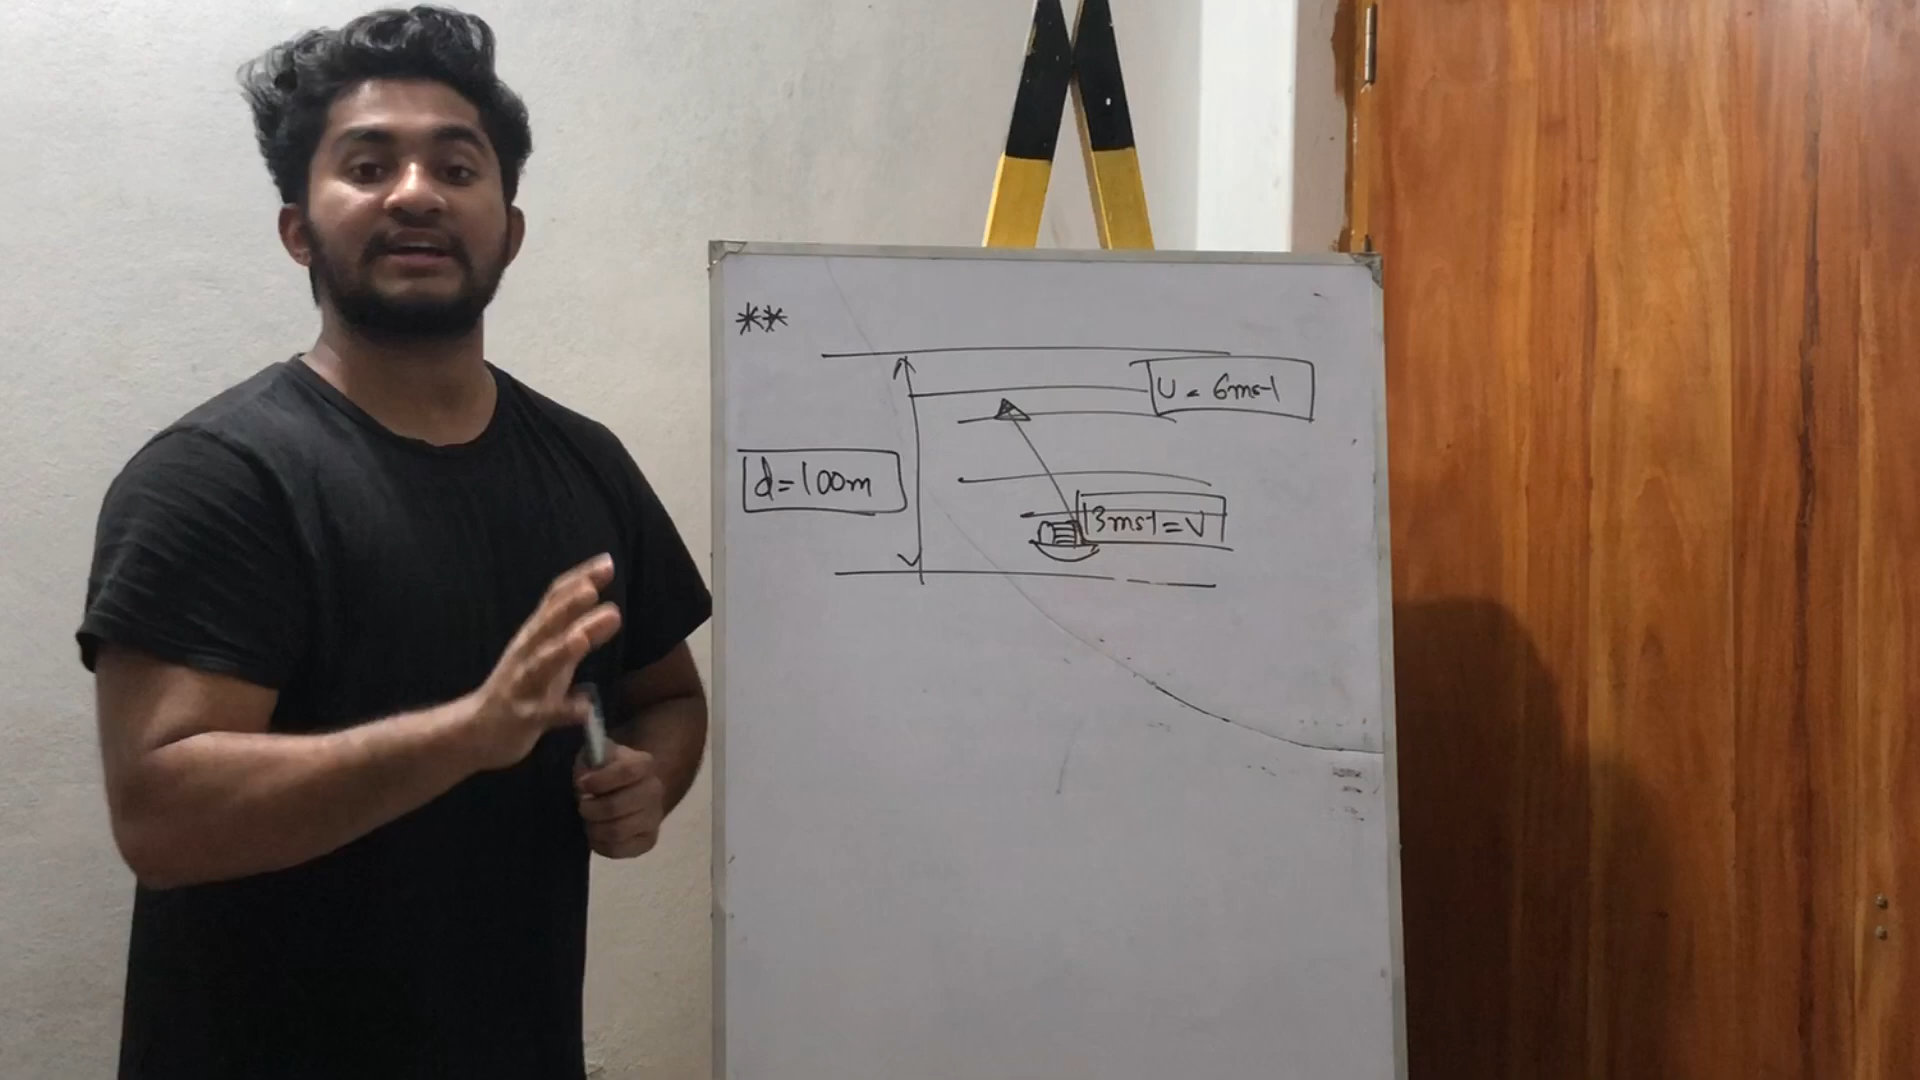 **
U = 6ms-1
d=100m
3ms-1=V